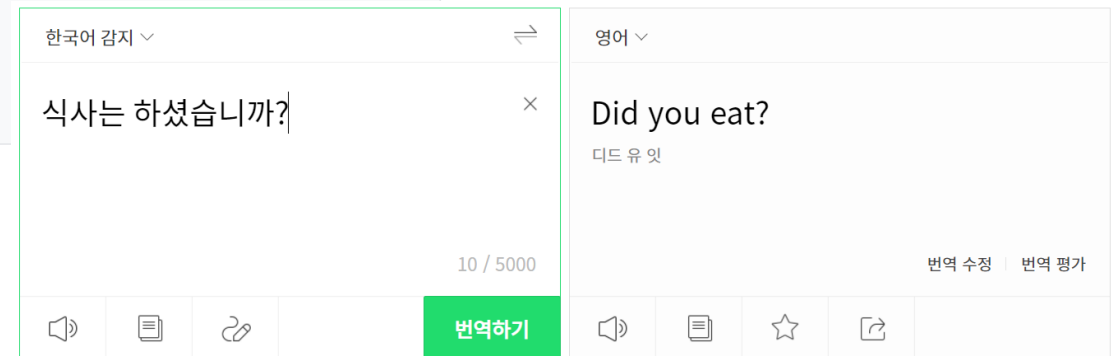 한국어 감지
식사는 하셨습니까?
10 / 5000
번역하기
영어
Did you eat?
디드 유 잇
번역 수정
번역 평가